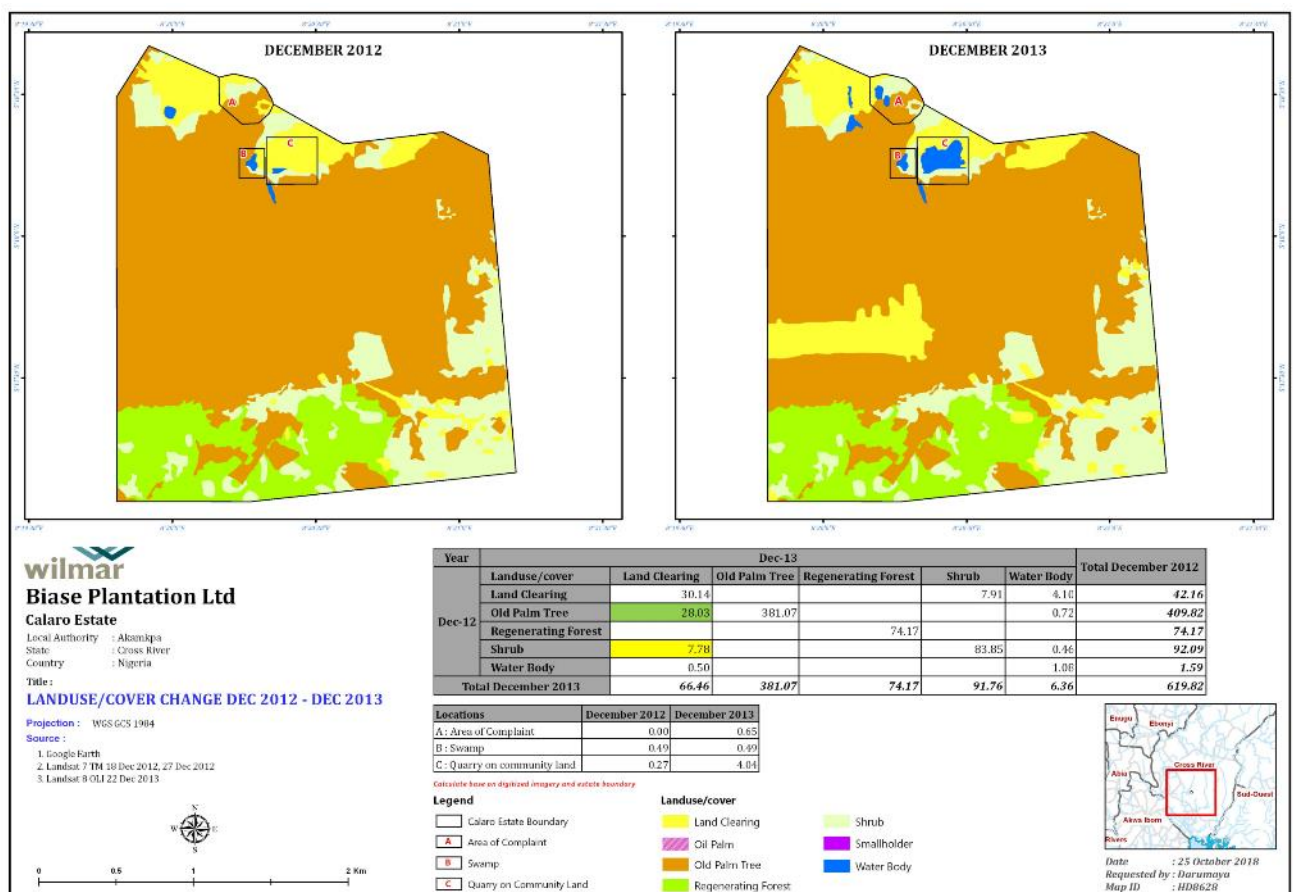 DECEMBER 2012
DECEMBER 2013
A
B
C
A
B
C
wilmar
Biase Plantation Ltd
Calaro Estate
Local Authority : Akamkpa
State : Cross River
Country : Nigeria
Title :
LANDUSE/COVER CHANGE DEC 2012 - DEC 2013
Projection : WGS GCS 1984
Source :
1. Google Earth
2. Landsat 7 TM 18 Dec 2012, 27 Dec 2012
3. Landsat 8 OLI 22 Dec 2013
N
W E
S
0 0.5 1 2 Km
Year Dec-13 Total December 2012
Dec-12 Landuse/cover Land Clearing Old Palm Tree Regenerating Forest Shrub Water Body
Land Clearing 30.14 7.91 4.10 42.16
Old Palm Tree 28.03 381.07 0.72 409.82
Regenerating Forest 74.17 74.17
Shrub 7.78 83.85 0.46 92.09
Water Body 0.50 1.08 1.59
Total December 2013 66.46 381.07 74.17 91.76 6.36 619.82
Locations December 2012 December 2013
A : Area of Complaint 0.00 0.65
B : Swamp 0.49 0.49
C : Quarry on community land 0.27 4.04
Calculate base on digitized imagery and estate boundary
Legend
Calaro Estate Boundary
A Area of Complaint
B Swamp
C Quarry on Community Land
Landuse/cover
Land Clearing
Oil Palm
Old Palm Tree
Regenerating Forest
Shrub
Smallholder
Water Body
Enugu
Ebonyi
Abia
Cross River
Akwa Ibom
Sud-Ouest
Rivers
Date : 25 October 2018
Requested by : Darumaya
Map ID : HD8628